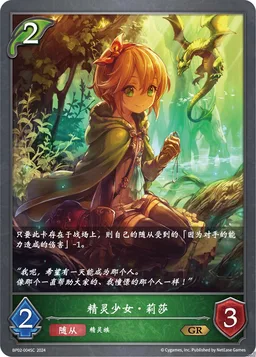 2
只要此卡存在于战场上，则自己的随从受到的「因为对手的能
力造成的伤害」-1。
“我吧，希望有一天能成为那个人。
像那个一直帮助大家的、我憧憬的那个人一样！”
精灵少女·莉莎
2
随从
精灵族
GR
3
BP02-004SC 2024
© Cygames, Inc. Published by NetEase Games